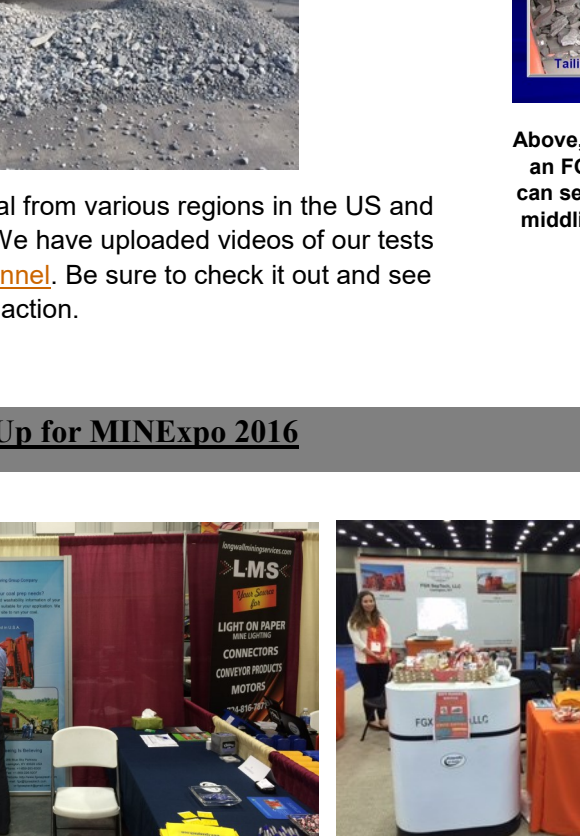 Taili
Above,
an FG
can se
middli
al from various regions in the US and
We have uploaded videos of our tests
nnel. Be sure to check it out and see
action.
Up for MINExpo 2016
longwallminingservices.com
L·M·S
Your Source
for
LIGHT ON PAPER
MINE LIGHTING
CONNECTORS
CONVEYOR PRODUCTS
MOTORS
FGX SepTech, LLC
FGX
LLC